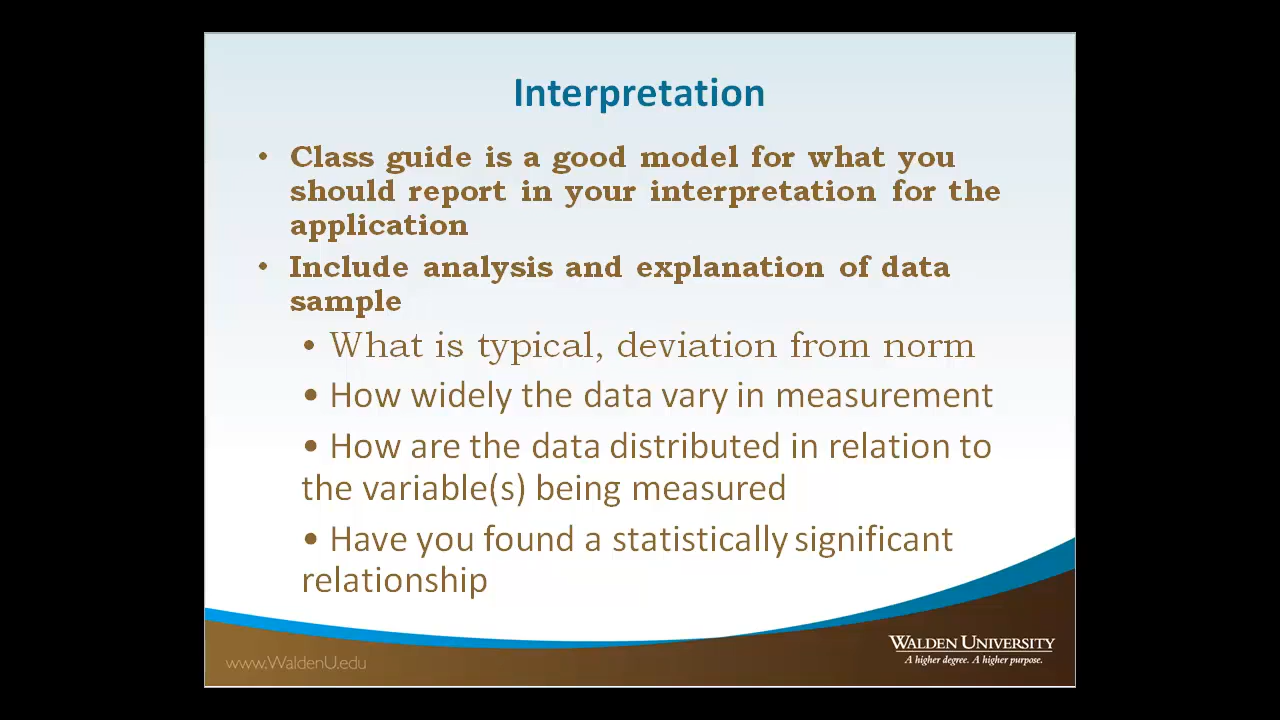 Interpretation
• Class guide is a good model for what you
should report in your interpretation for the
application
• Include analysis and explanation of data
sample
• What is typical, deviation from norm
• How widely the data vary in measurement
• How are the data distributed in relation to
the variable(s) being measured
• Have you found a statistically significant
relationship
www.WaldenU.edu
WALDEN UNIVERSITY
A higher degree. A higher purpose.